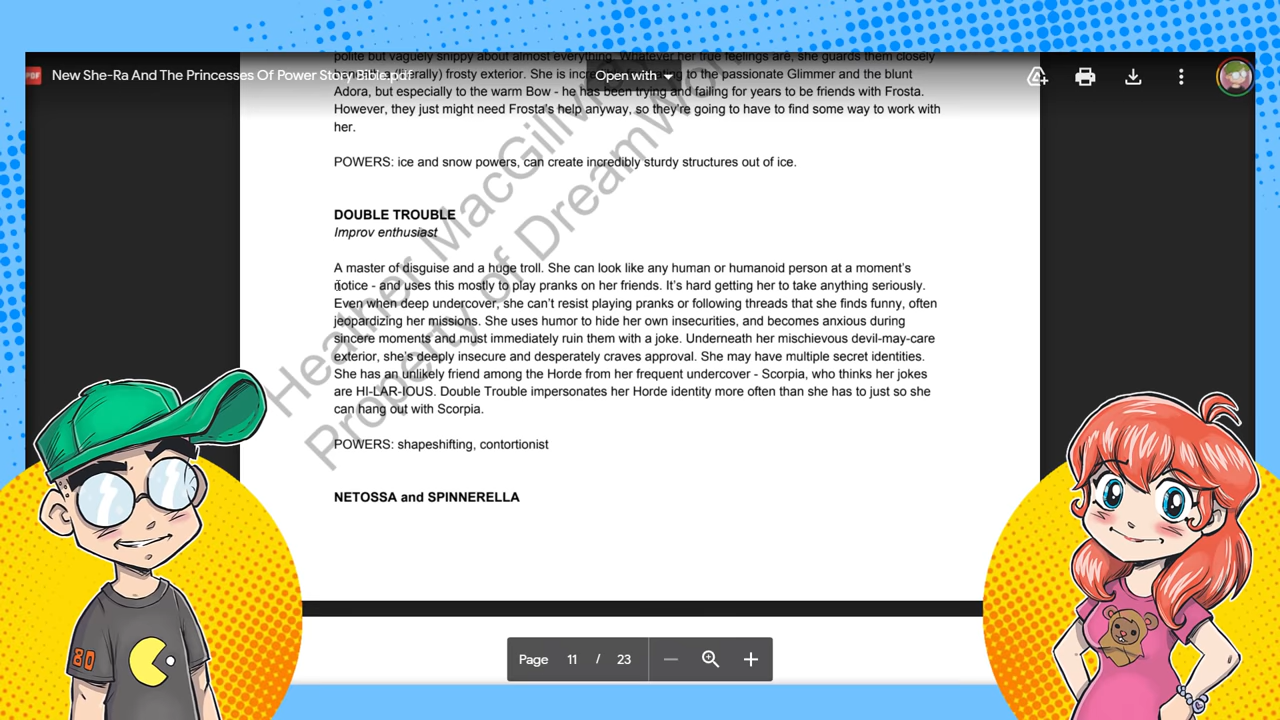 polite but vaguely snippy about almost everything. Whatever her true feelings are, she guards them closely
New She-Ra And The Princesses Of Power Story Bible.pdf
Open with
frosty exterior. She is to the passionate Glimmer and the blunt
Adora, but especially to the warm Bow - he has been trying and failing for years to be friends with Frosta.
However, they just might need Frosta's help anyway, so they're going to have to find some way to work with
her.
POWERS: ice and snow powers, can create incredibly sturdy structures out of ice.
DOUBLE TROUBLE
Improv enthusiast
A master of disguise and a huge troll. She can look like any human or humanoid person at a moment's
notice - and uses this mostly to play pranks on her friends. It's hard getting her to take anything seriously.
Even when deep undercover, she can't resist playing pranks or following threads that she finds funny, often
jeopardizing her missions. She uses humor to hide her own insecurities, and becomes anxious during
sincere moments and must immediately ruin them with a joke. Underneath her mischievous devil-may-care
exterior, she's deeply insecure and desperately craves approval. She may have multiple secret identities.
She has an unlikely friend among the Horde from her frequent undercover - Scorpia, who thinks her jokes
are HI-LAR-IOUS. Double Trouble impersonates her Horde identity more often than she has to just so she
can hang out with Scorpia.
POWERS: shapeshifting, contortionist
NETOSSA and SPINNERELLA
Heather
Property of
Page 11 / 23
80